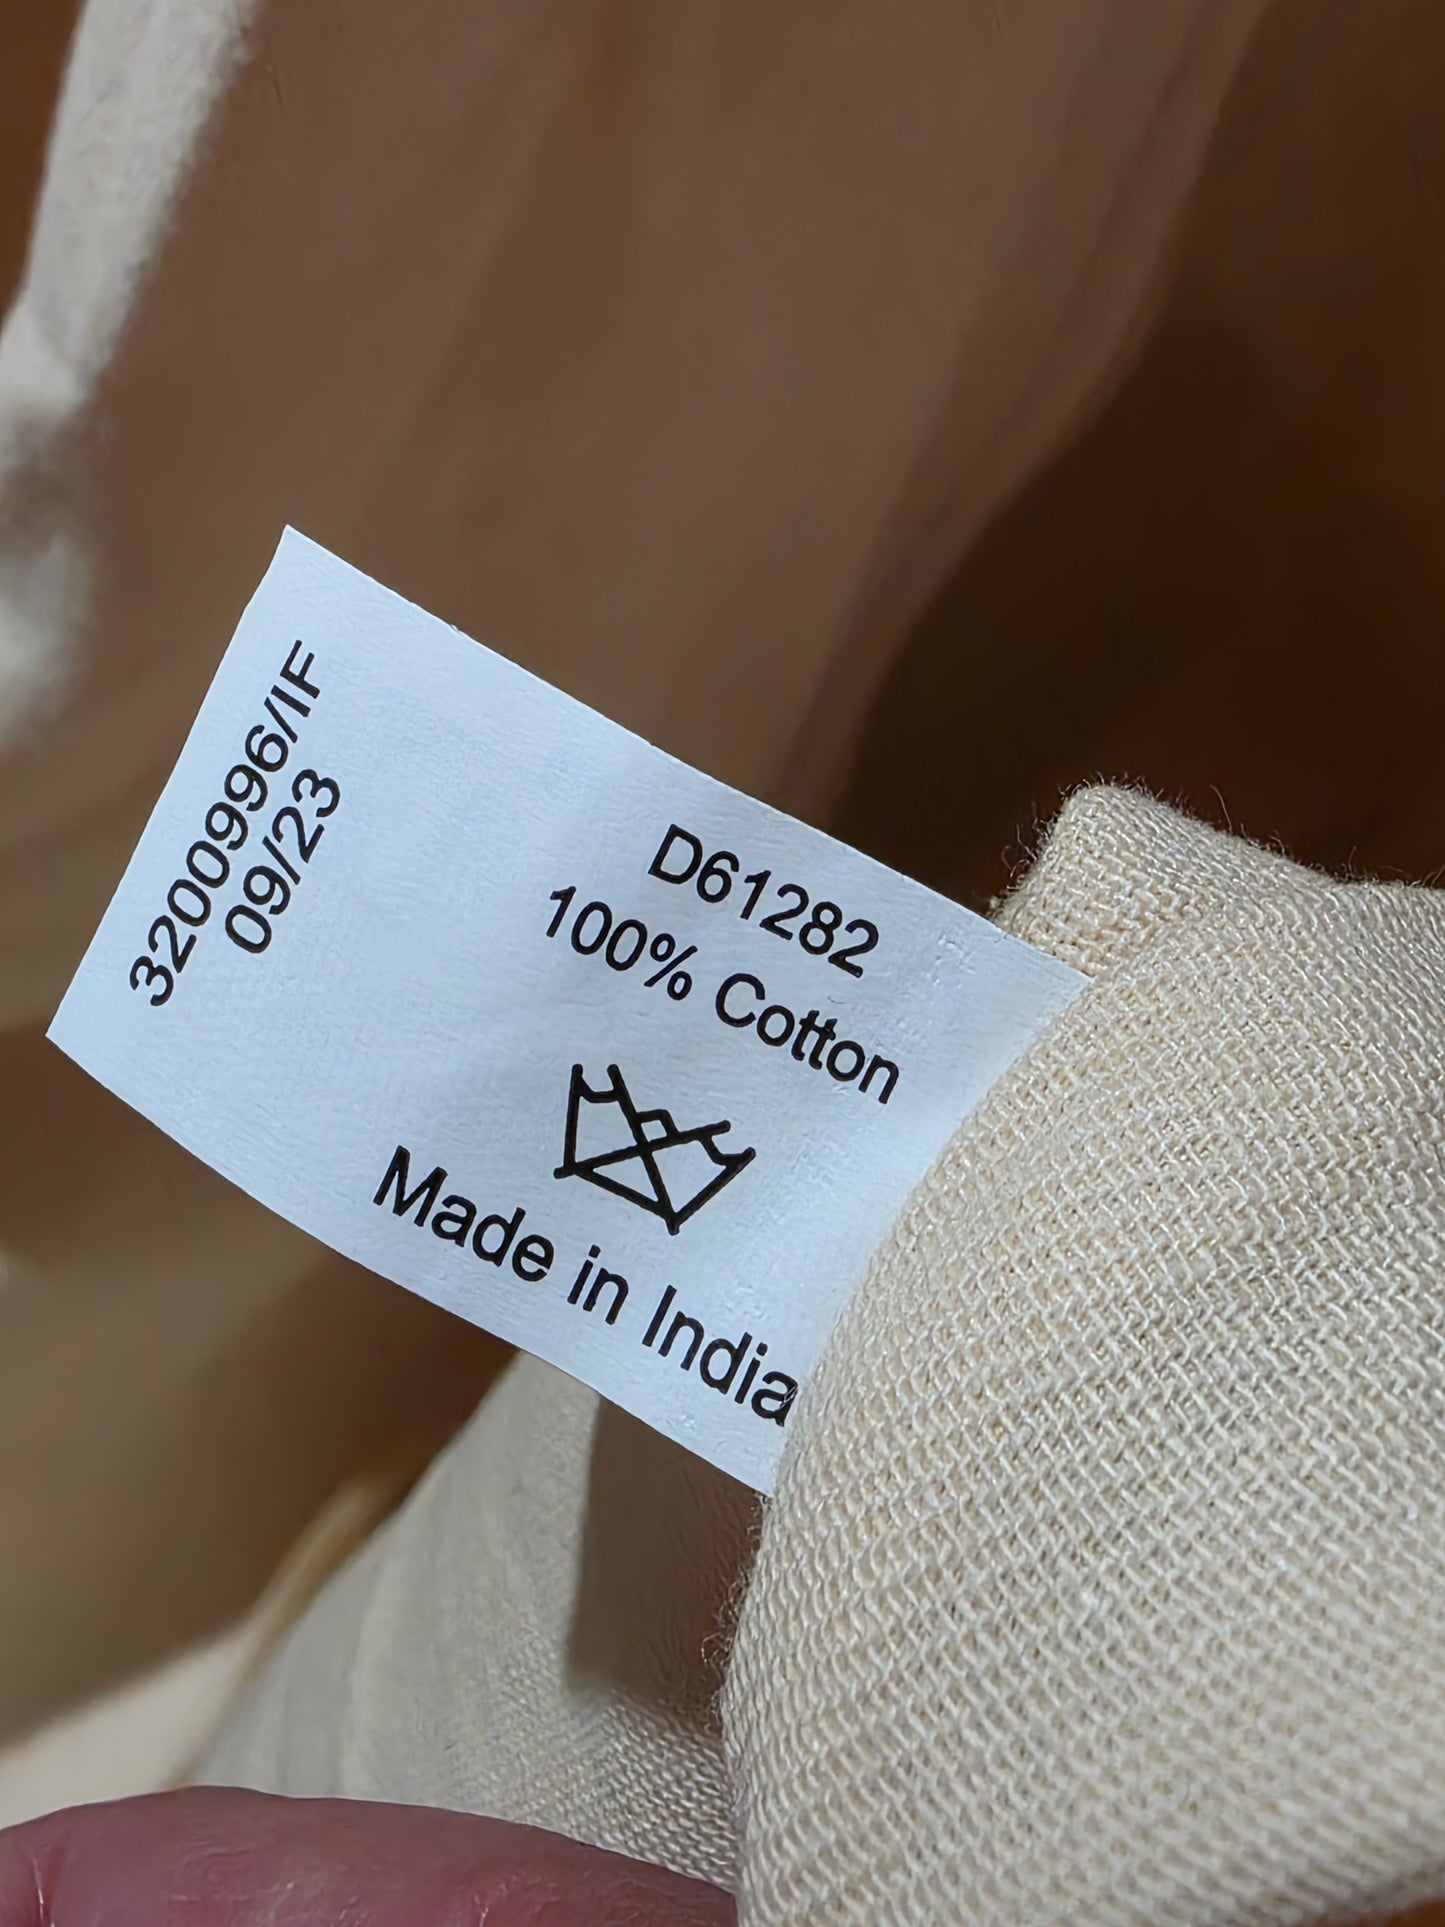 D61282
100% Cotton
Made in India
3200996/IF
09/23